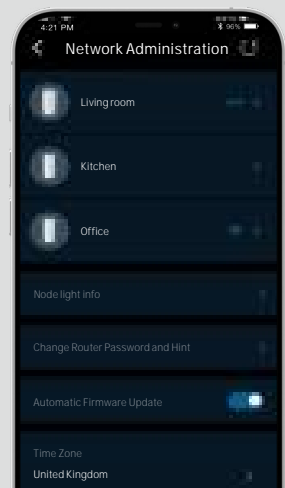 4:21 PM
96%
Network Administration
Living room
Kitchen
Office
Node light info
Change Router Password and Hint
Automatic Firmware Update
Time Zone
United Kingdom